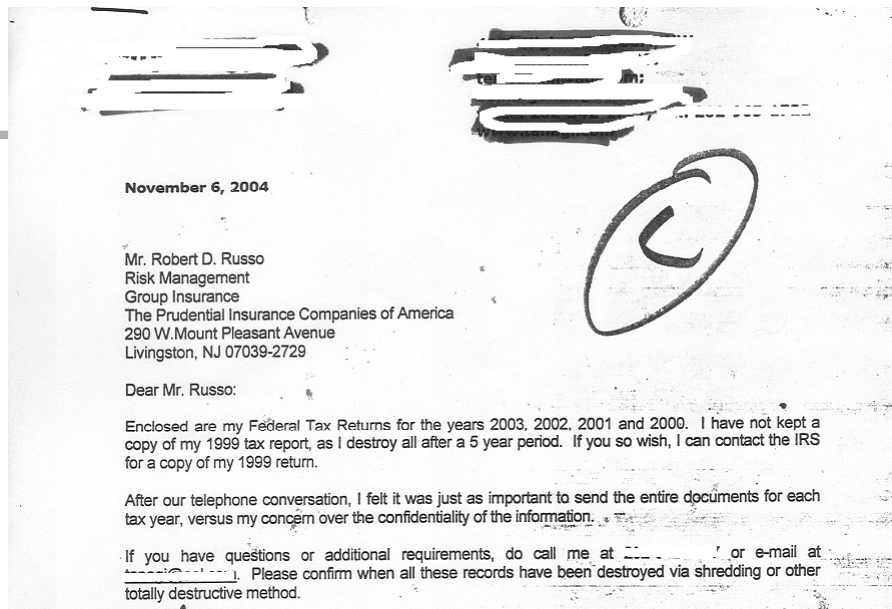 November 6, 2004
C
Mr. Robert D. Russo
Risk Management
Group Insurance
The Prudential Insurance Companies of America
290 W.Mount Pleasant Avenue
Livingston, NJ 07039-2729
Dear Mr. Russo:
Enclosed are my Federal Tax Returns for the years 2003, 2002, 2001 and 2000. I have not kept a
copy of my 1999 tax report, as I destroy all after a 5 year period. If you so wish, I can contact the IRS
for a copy of my 1999 return.
After our telephone conversation, I felt it was just as important to send the entire documents for each
tax year, versus my concern over the confidentiality of the information.
If you have questions or additional requirements, do call me at or e-mail at
Please confirm when all these records have been destroyed via shredding or other
totally destructive method.